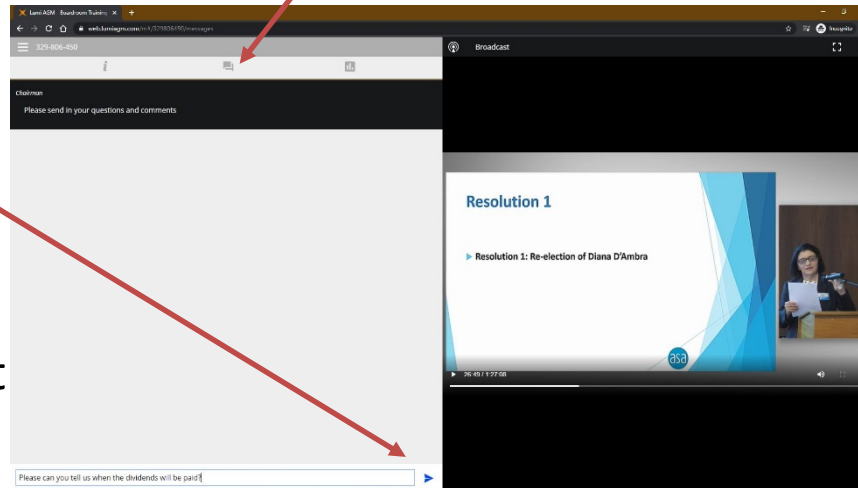 Lumi AGM - Boardroom Training
web.lumiagm.com/m#/329806450/messages
Incognito
329-806-450
i
Broadcast
Chairman
Please send in your questions and comments
Resolution 1
Resolution 1: Re-election of Diana D'Ambra
asa
t
26:49 / 1:27:08
Please can you tell us when the dividends will be paid?